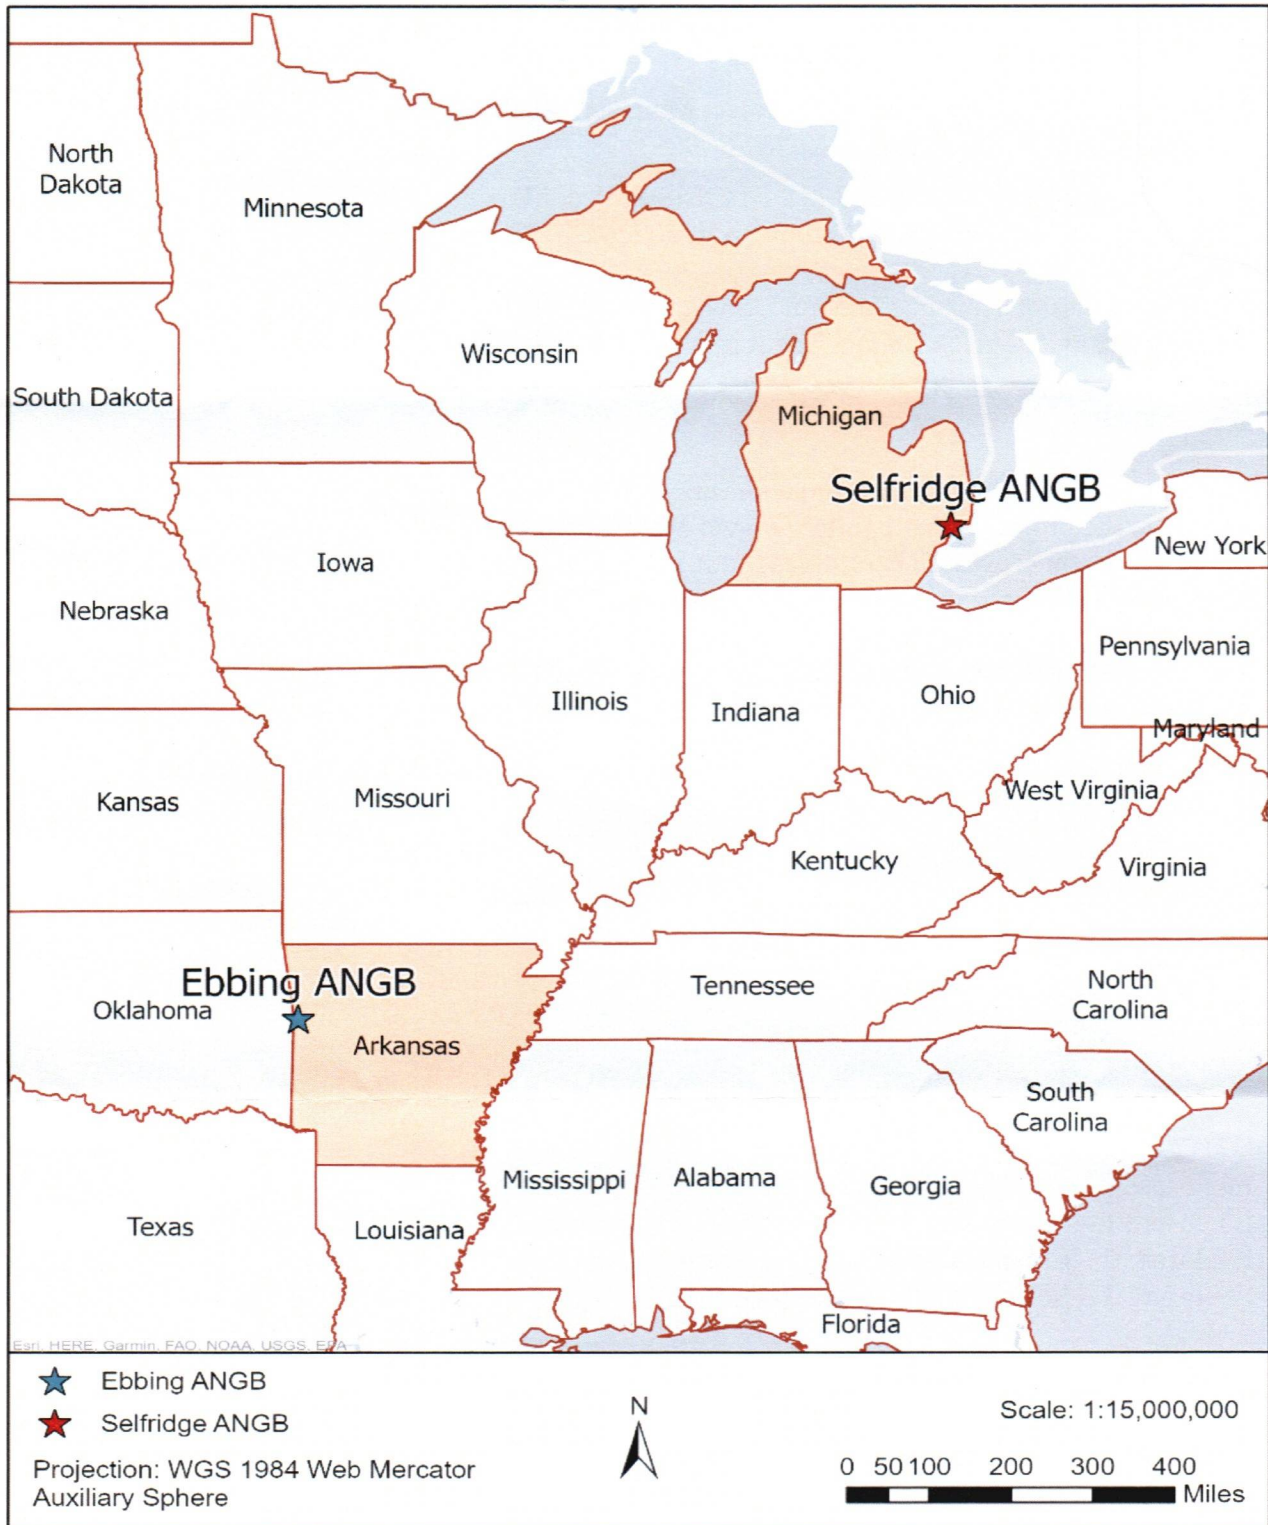 North
Dakota
Minnesota
Wisconsin
South Dakota
Michigan
Selfridge ANGB
New York
Iowa
Nebraska
Pennsylvania
Illinois
Indiana
Ohio
Maryland
Kansas
Missouri
West Virginia
Kentucky
Virginia
Ebbing ANGB
Oklahoma
Arkansas
Tennessee
North
Carolina
South
Carolina
Mississippi
Alabama
Georgia
Texas
Louisiana
Florida
Esri, HERE, Garmin, FAO, NOAA, USGS, EPA
Ebbing ANGB
Selfridge ANGB
Projection: WGS 1984 Web Mercator
Auxiliary Sphere
N
Scale: 1:15,000,000
0 50 100 200 300 400
Miles